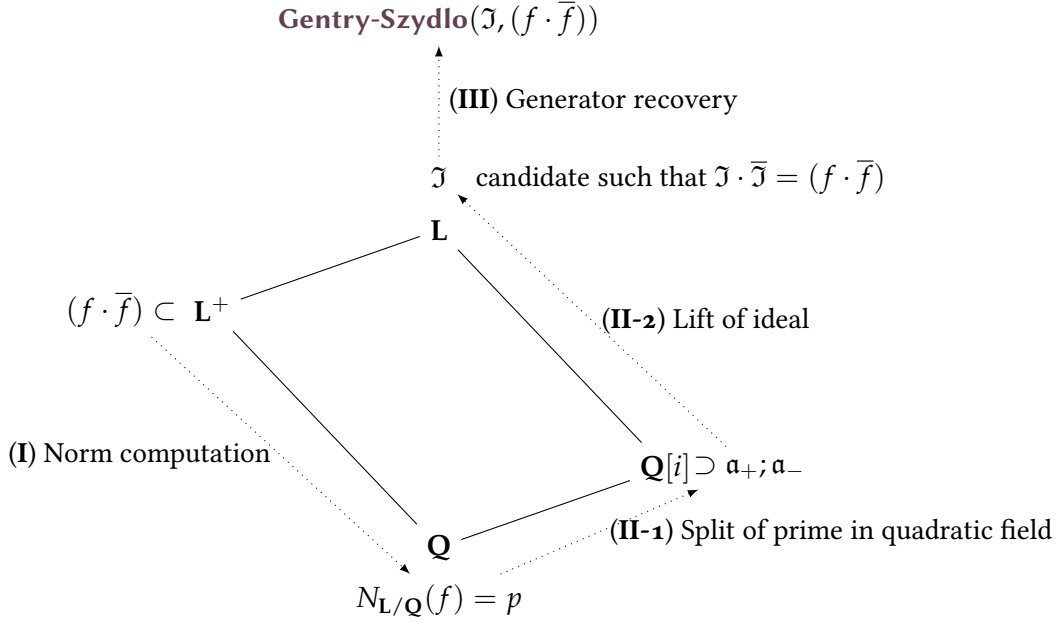 Gentry-Szydlo(ℑ, (f · f̅))
(III) Generator recovery
ℑ candidate such that ℑ · ℑ̅ = (f · f̅)
L
(f · f̅) ⊂ L⁺
(II-2) Lift of ideal
(I) Norm computation
Q[i] ⊃ 𝔞₊; 𝔞₋
(II-1) Split of prime in quadratic field
Q
N_{L/Q}(f) = p